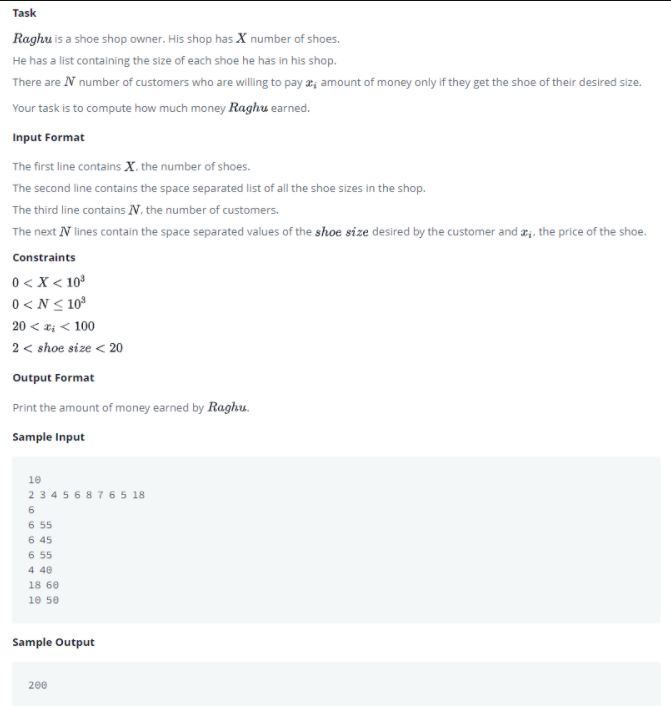 Task
Raghu is a shoe shop owner. His shop has X number of shoes.
He has a list containing the size of each shoe he has in his shop.
There are N number of customers who are willing to pay xᵢ amount of money only if they get the shoe of their desired size.
Your task is to compute how much money Raghu earned.
Input Format
The first line contains X, the number of shoes.
The second line contains the space separated list of all the shoe sizes in the shop.
The third line contains N, the number of customers.
The next N lines contain the space separated values of the shoe size desired by the customer and xᵢ, the price of the shoe.
Constraints
0 < X < 10³
0 < N ≤ 10³
20 < xᵢ < 100
2 < shoe size < 20
Output Format
Print the amount of money earned by Raghu.
Sample Input
10
2 3 4 5 6 8 7 6 5 18
6
6 55
6 45
6 55
4 40
18 60
10 50
Sample Output
200